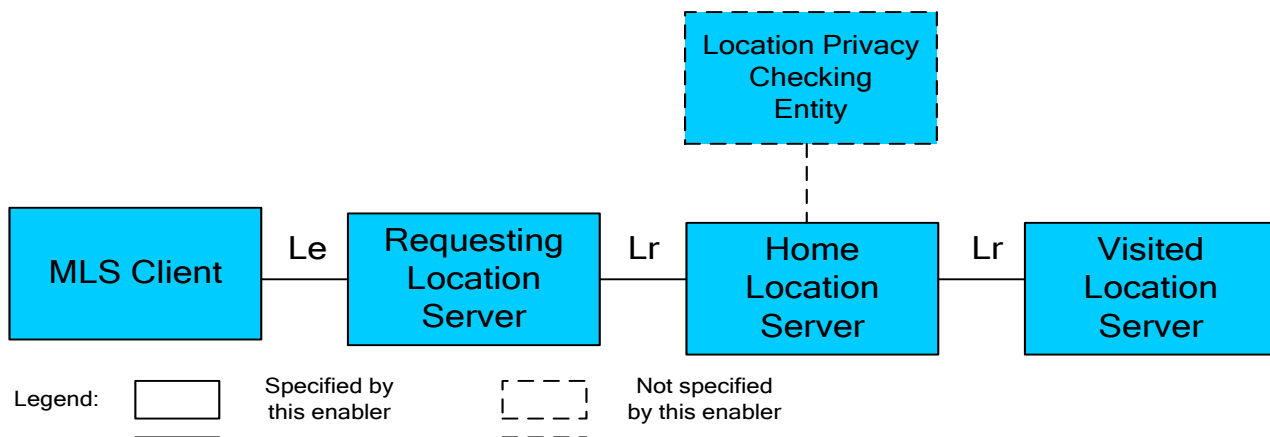 Location Privacy
Checking
Entity
MLS Client
Le
Requesting
Location
Server
Lr
Home
Location
Server
Lr
Visited
Location
Server
Legend:
Specified by
this enabler
Not specified
by this enabler